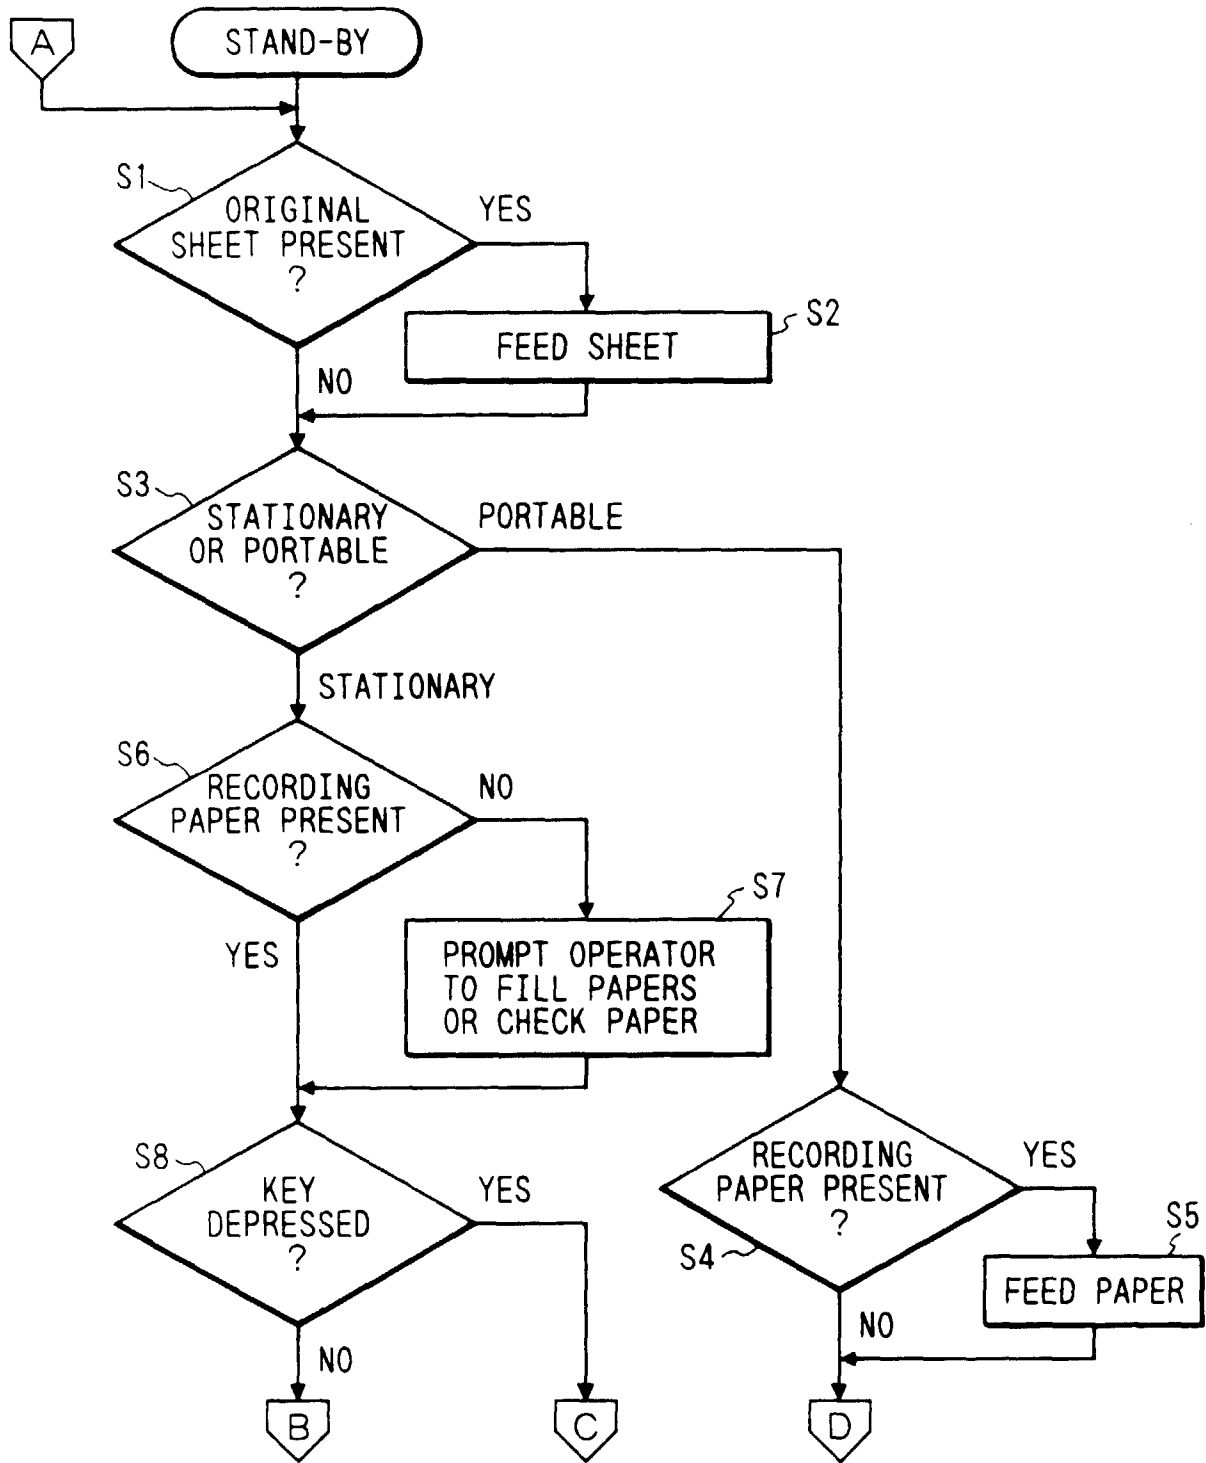 A
STAND-BY
S1
ORIGINAL
SHEET PRESENT
?
YES
S2
FEED SHEET
NO
S3
STATIONARY
OR PORTABLE
?
PORTABLE
STATIONARY
S6
RECORDING
PAPER PRESENT
?
NO
S7
PROMPT OPERATOR
TO FILL PAPERS
OR CHECK PAPER
YES
S8
KEY
DEPRESSED
?
YES
RECORDING
PAPER PRESENT
?
YES
S4
S5
FEED PAPER
NO
NO
B
C
D